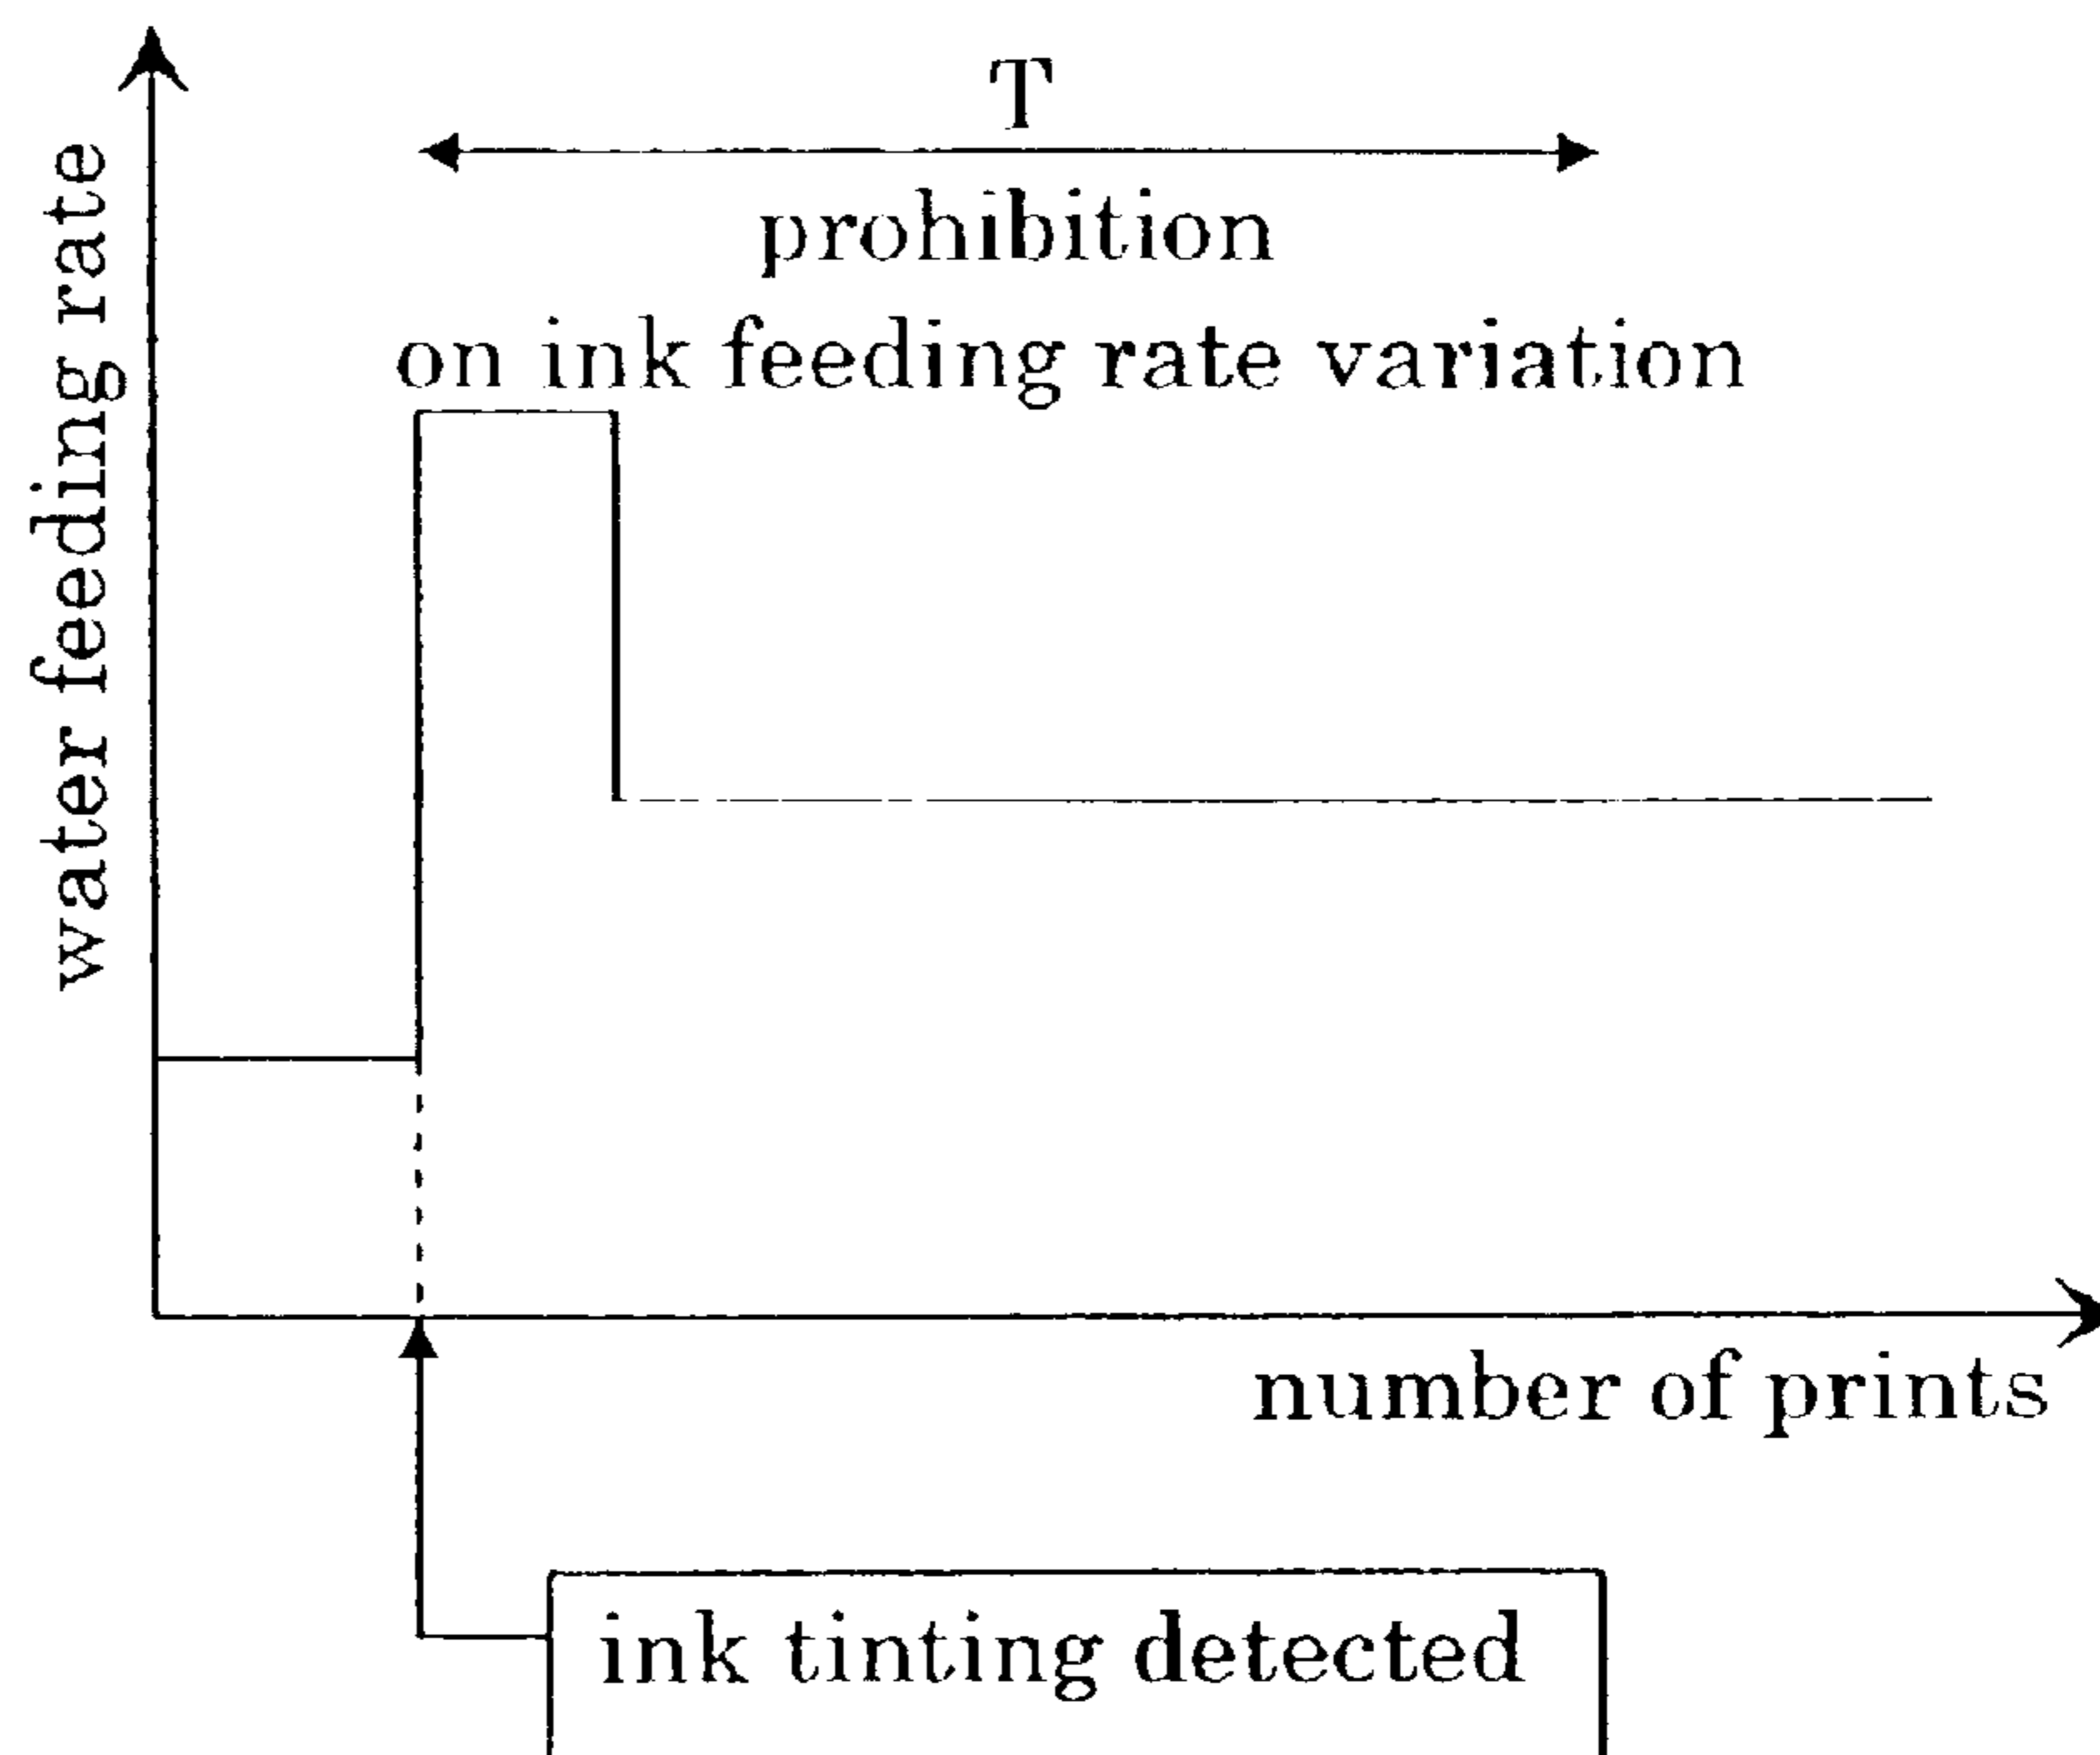 water feeding rate
T
prohibition
on ink feeding rate variation
number of prints
ink tinting detected